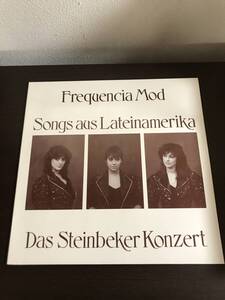 Frequencia Mod
Songs aus Lateinamerika
Das Steinbeker Konzert